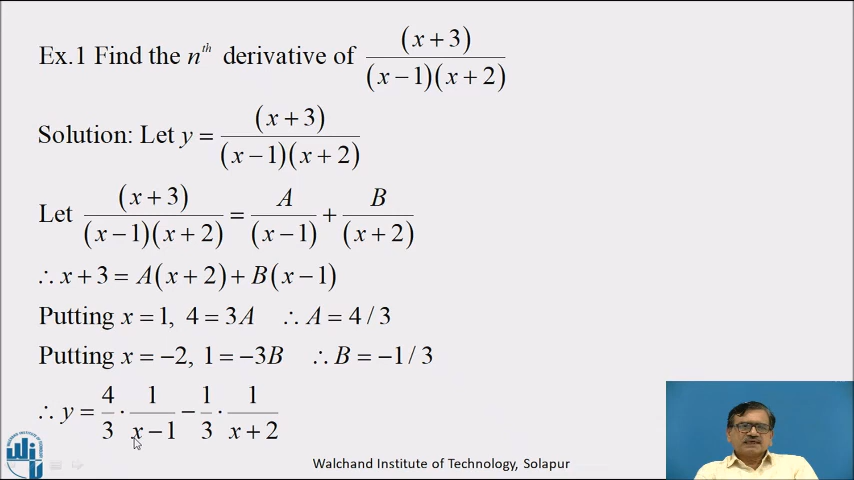 Ex.1 Find the nᵗʰ derivative of (x+3)/((x−1)(x+2))
Solution: Let y = (x+3)/((x−1)(x+2))
Let (x+3)/((x−1)(x+2)) = A/(x−1) + B/(x+2)
∴ x+3 = A(x+2)+B(x−1)
Putting x = 1, 4 = 3A ∴ A = 4/3
Putting x = −2, 1 = −3B ∴ B = −1/3
∴ y = 4/3 · 1/(x−1) − 1/3 · 1/(x+2)
Walchand Institute of Technology, Solapur